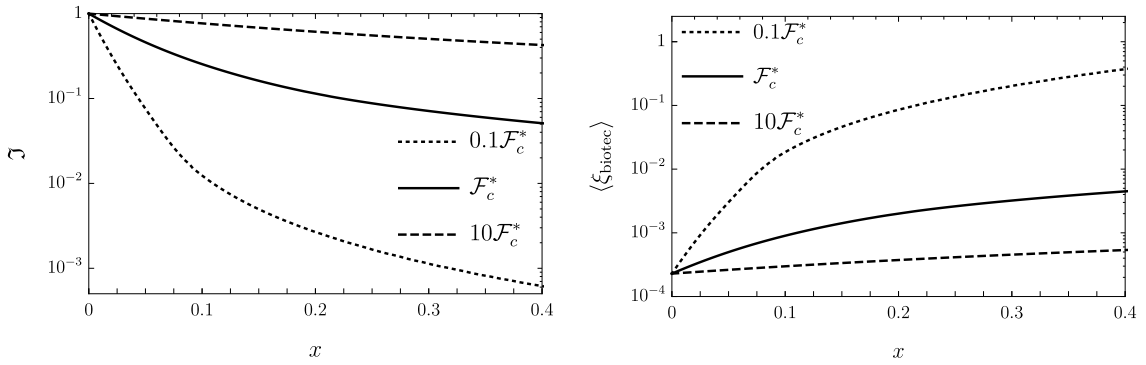 1
10⁻¹
10⁻²
10⁻³
ℑ
0.1ℱ_c^*
ℱ_c^*
10ℱ_c^*
0 0.1 0.2 0.3 0.4
x
1
10⁻¹
10⁻²
10⁻³
10⁻⁴
⟨ξ_biotec⟩
0.1ℱ_c^*
ℱ_c^*
10ℱ_c^*
0 0.1 0.2 0.3 0.4
x